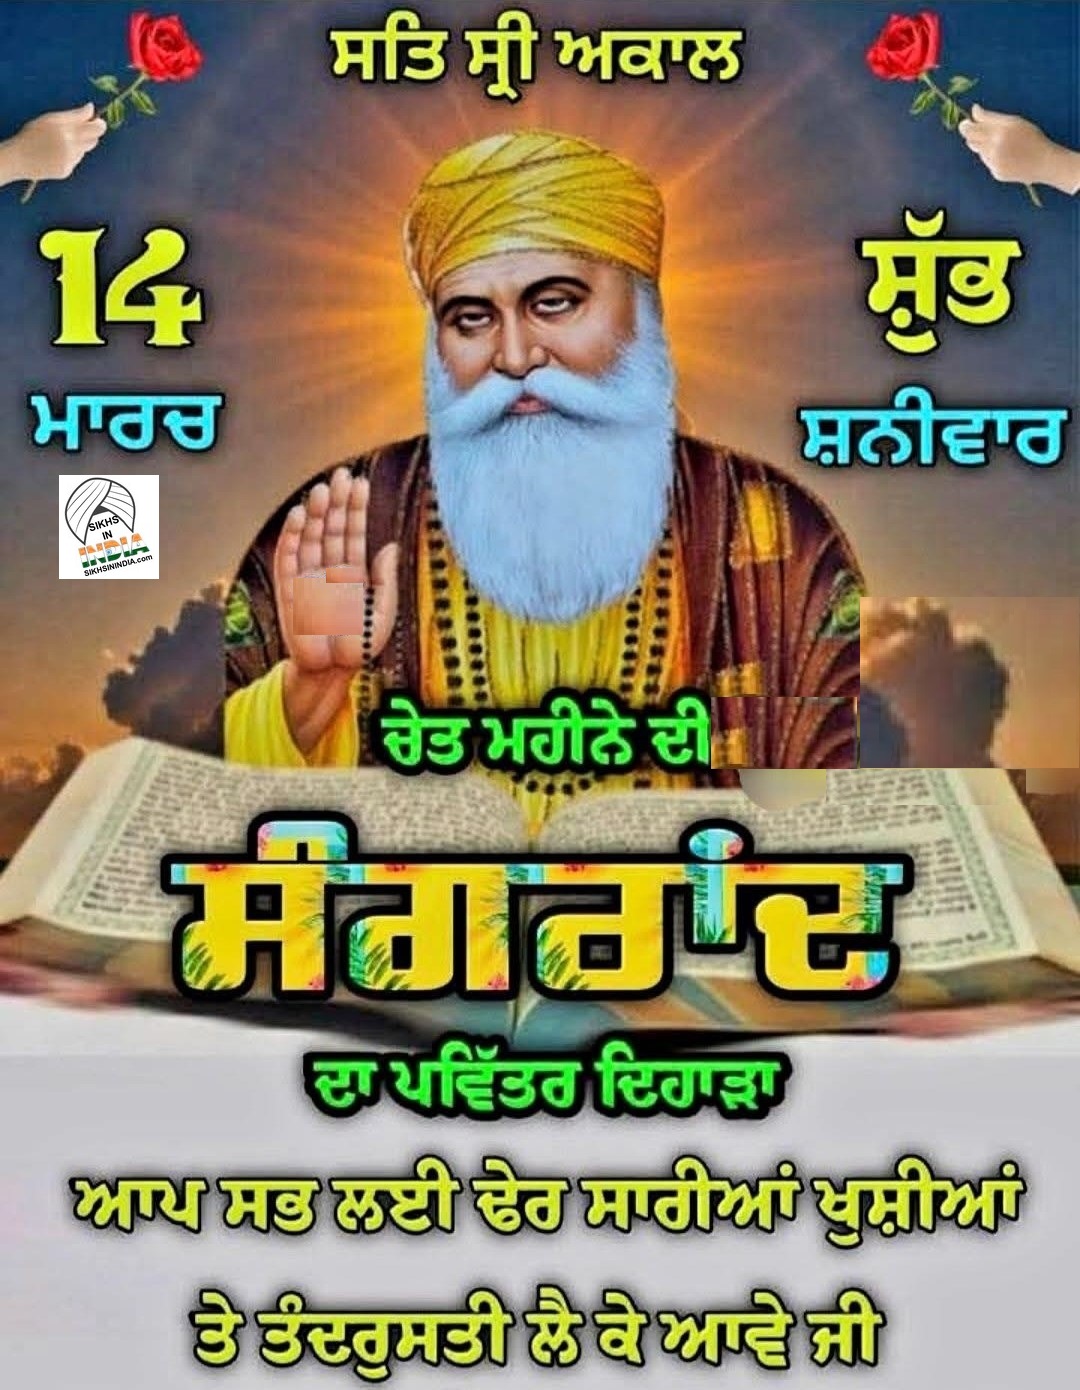 ਸਤਿ ਸ੍ਰੀ ਅਕਾਲ
14
ਮਾਰਚ
ਸ਼ੁੱਭ
ਸ਼ਨੀਵਾਰ
SIKHS
IN
INDIA
SIKHSININDIA.com
ਚੇਤ ਮਹੀਨੇ ਦੀ
ਸੰਗਰਾਂਦ
ਦਾ ਪਵਿੱਤਰ ਦਿਹਾੜਾ
ਆਪ ਸਭ ਲਈ ਢੇਰ ਸਾਰੀਆਂ ਖੁਸ਼ੀਆਂ
ਤੇ ਤੰਦਰੁਸਤੀ ਲੈ ਕੇ ਆਵੇ ਜੀ